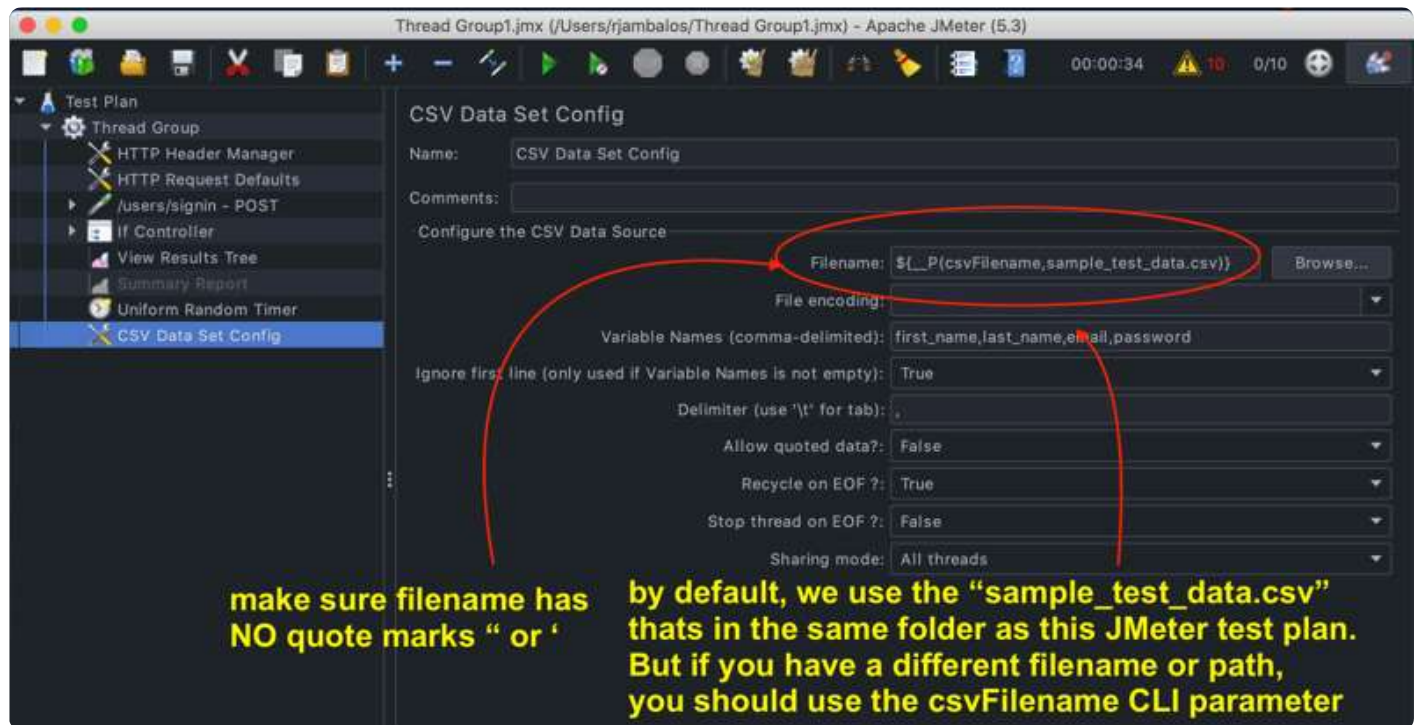 Thread Group1.jmx (/Users/rjambalos/Thread Group1.jmx) - Apache JMeter (5.3)
00:00:34 10 0/10
Test Plan
Thread Group
HTTP Header Manager
HTTP Request Defaults
/users/signin - POST
If Controller
View Results Tree
Summary Report
Uniform Random Timer
CSV Data Set Config
CSV Data Set Config
Name: CSV Data Set Config
Comments:
Configure the CSV Data Source
Filename: ${__P(csvFilename,sample_test_data.csv)} Browse...
File encoding:
Variable Names (comma-delimited): first_name,last_name,email,password
Ignore first line (only used if Variable Names is not empty): True
Delimiter (use '\t' for tab): ,
Allow quoted data?: False
Recycle on EOF ?: True
Stop thread on EOF ?: False
Sharing mode: All threads
make sure filename has
NO quote marks “ or ‘
by default, we use the “sample_test_data.csv”
thats in the same folder as this JMeter test plan.
But if you have a different filename or path,
you should use the csvFilename CLI parameter